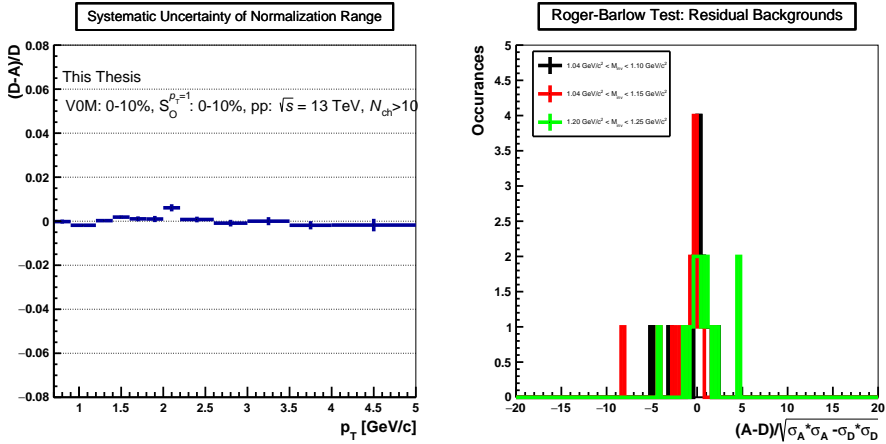 Systematic Uncertainty of Normalization Range
(D-A)/D
0.08
0.06
0.04
0.02
0
−0.02
−0.04
−0.06
−0.08
This Thesis
V0M: 0-10%, S_O^{p_T=1}: 0-10%, pp: √s = 13 TeV, N_ch>10
1 1.5 2 2.5 3 3.5 4 4.5 5
p_T [GeV/c]
Roger-Barlow Test: Residual Backgrounds
Occurances
5
4.5
4
3.5
3
2.5
2
1.5
1
0.5
0
1.04 GeV/c² < M_inv < 1.10 GeV/c²
1.04 GeV/c² < M_inv < 1.15 GeV/c²
1.20 GeV/c² < M_inv < 1.25 GeV/c²
−20 −15 −10 −5 0 5 10 15 20
(A-D)/√σ_A*σ_A -σ_D*σ_D